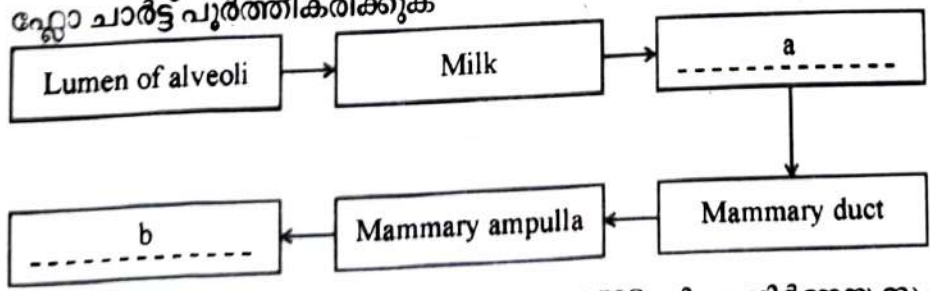 ഫ്ലോ ചാർട്ട് പൂർത്തികരിക്കുക
Lumen of alveoli
Milk
a
Mammary duct
Mammary ampulla
b